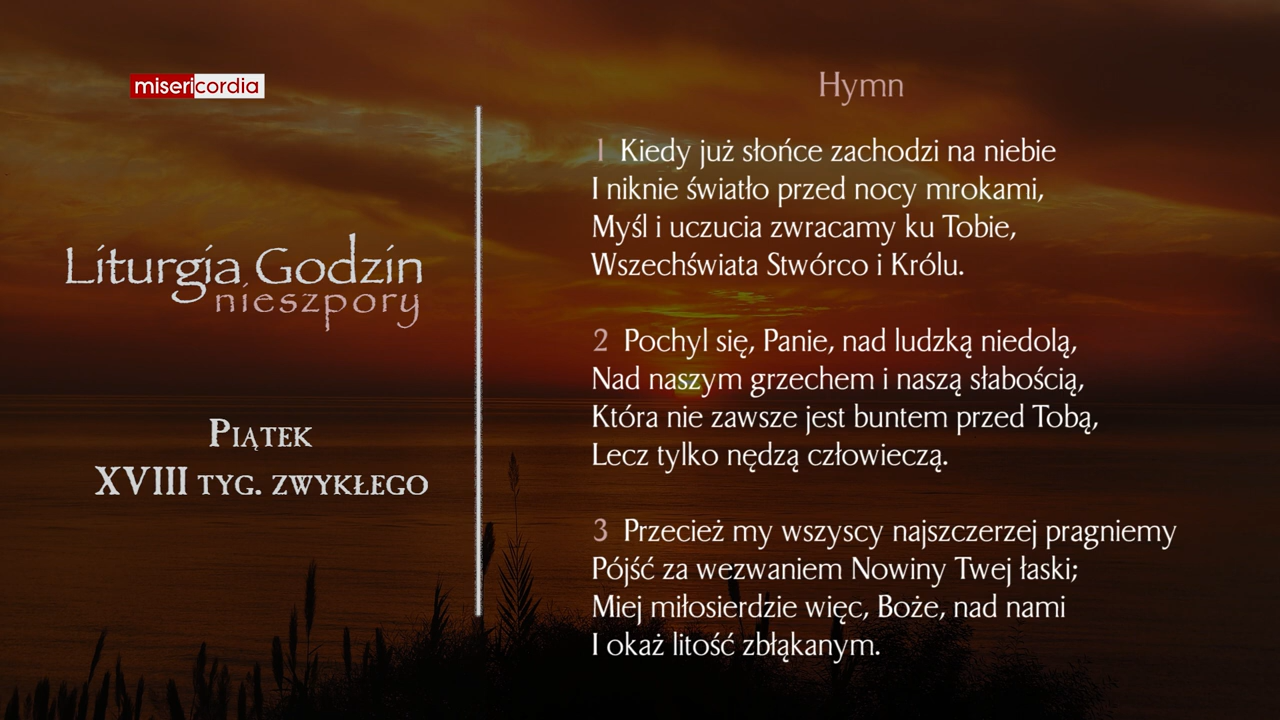 misericordia
Liturgia Godzin
nieszpory
Piątek
XVIII tyg. zwykłego
Hymn
1 Kiedy już słońce zachodzi na niebie
I niknie światło przed nocy mrokami,
Myśl i uczucia zwracamy ku Tobie,
Wszechświata Stwórco i Królu.
2 Pochyl się, Panie, nad ludzką niedolą,
Nad naszym grzechem i naszą słabością,
Która nie zawsze jest buntem przed Tobą,
Lecz tylko nędzą człowieczą.
3 Przecież my wszyscy najszczerzej pragniemy
Pójść za wezwaniem Nowiny Twej łaski;
Miej miłosierdzie więc, Boże, nad nami
I okaż litość zbłąkanym.